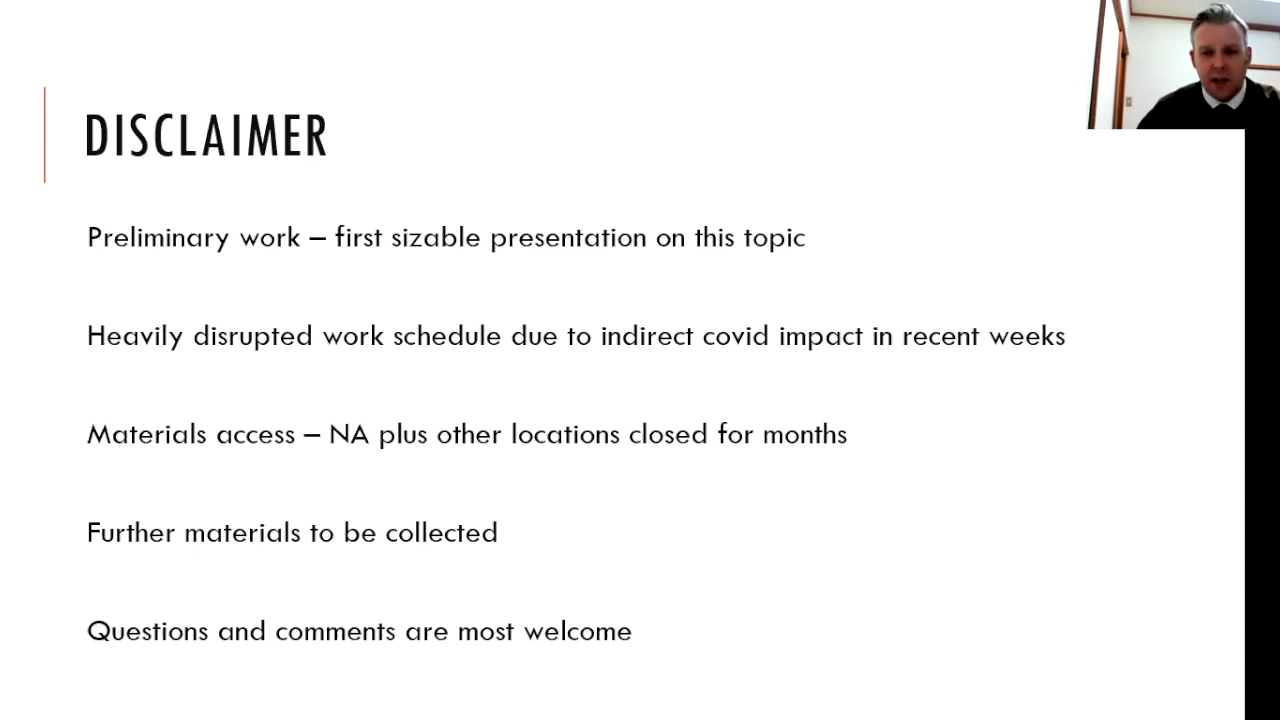 DISCLAIMER
Preliminary work – first sizable presentation on this topic
Heavily disrupted work schedule due to indirect covid impact in recent weeks
Materials access – NA plus other locations closed for months
Further materials to be collected
Questions and comments are most welcome